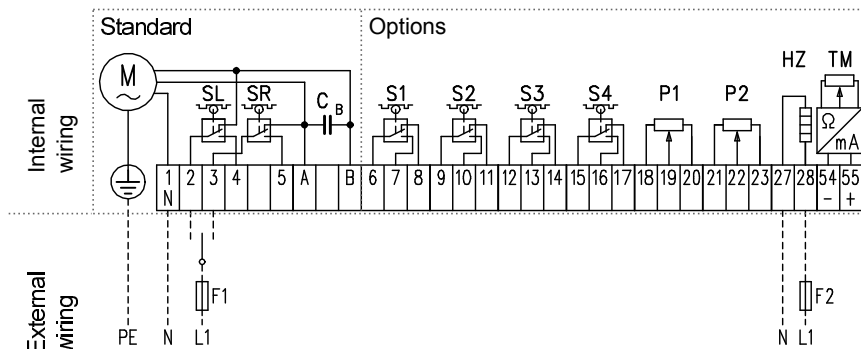 Standard
Options
Internal
wiring
M
~
SL SR
C B
S1 S2 S3 S4
P1 P2
HZ TM
Ω
mA
1 2 3 4 5 A B 6 7 8 9 10 11 12 13 14 15 16 17 18 19 20 21 22 23 27 28 54 55
N - +
External
wiring
F1 F2
PE N L1 N L1